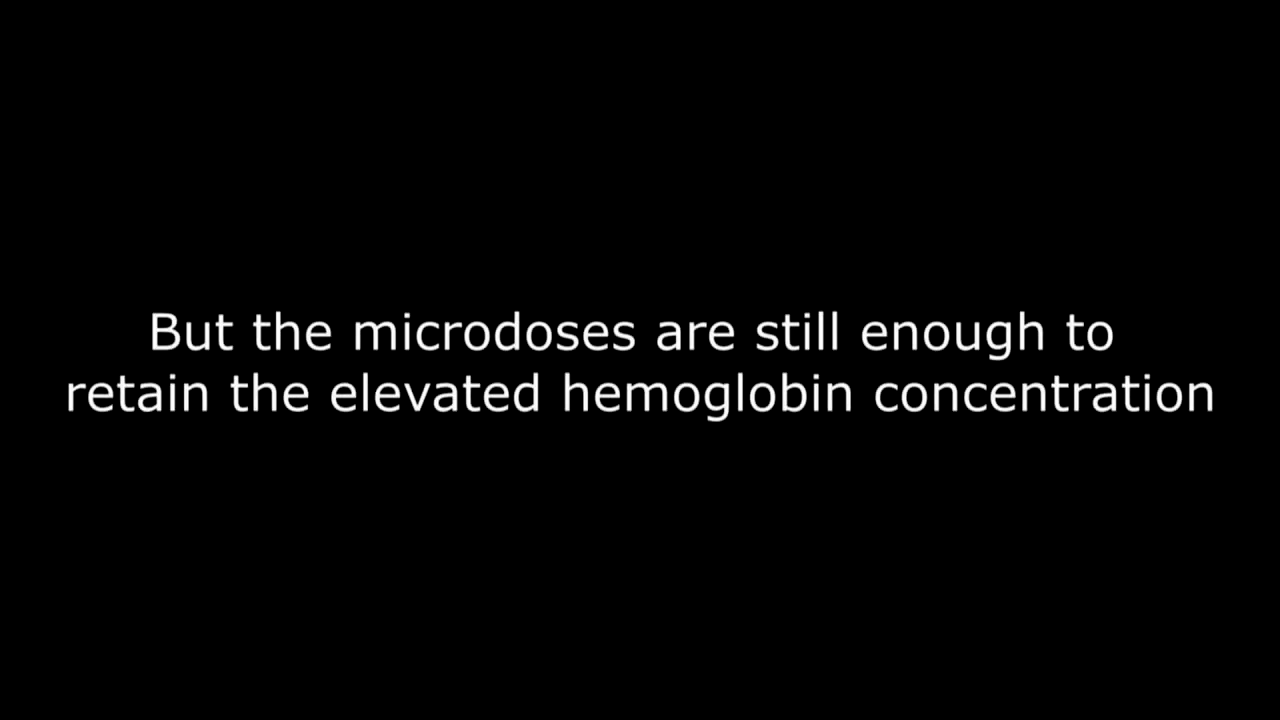 But the microdoses are still enough to
retain the elevated hemoglobin concentration